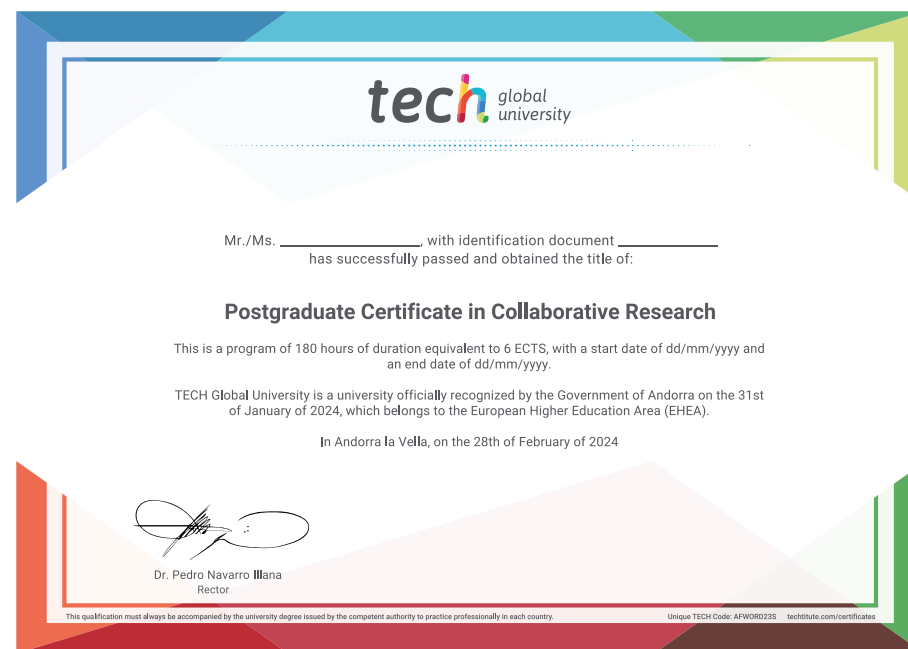 tech global university
Mr./Ms. ____________________, with identification document ______________
has successfully passed and obtained the title of:
Postgraduate Certificate in Collaborative Research
This is a program of 180 hours of duration equivalent to 6 ECTS, with a start date of dd/mm/yyyy and
an end date of dd/mm/yyyy.
TECH Global University is a university officially recognized by the Government of Andorra on the 31st
of January of 2024, which belongs to the European Higher Education Area (EHEA).
In Andorra la Vella, on the 28th of February of 2024
Dr. Pedro Navarro Illana
Rector
This qualification must always be accompanied by the university degree issued by the competent authority to practice professionally in each country.
Unique TECH Code: AFWORD23S techtitute.com/certificates